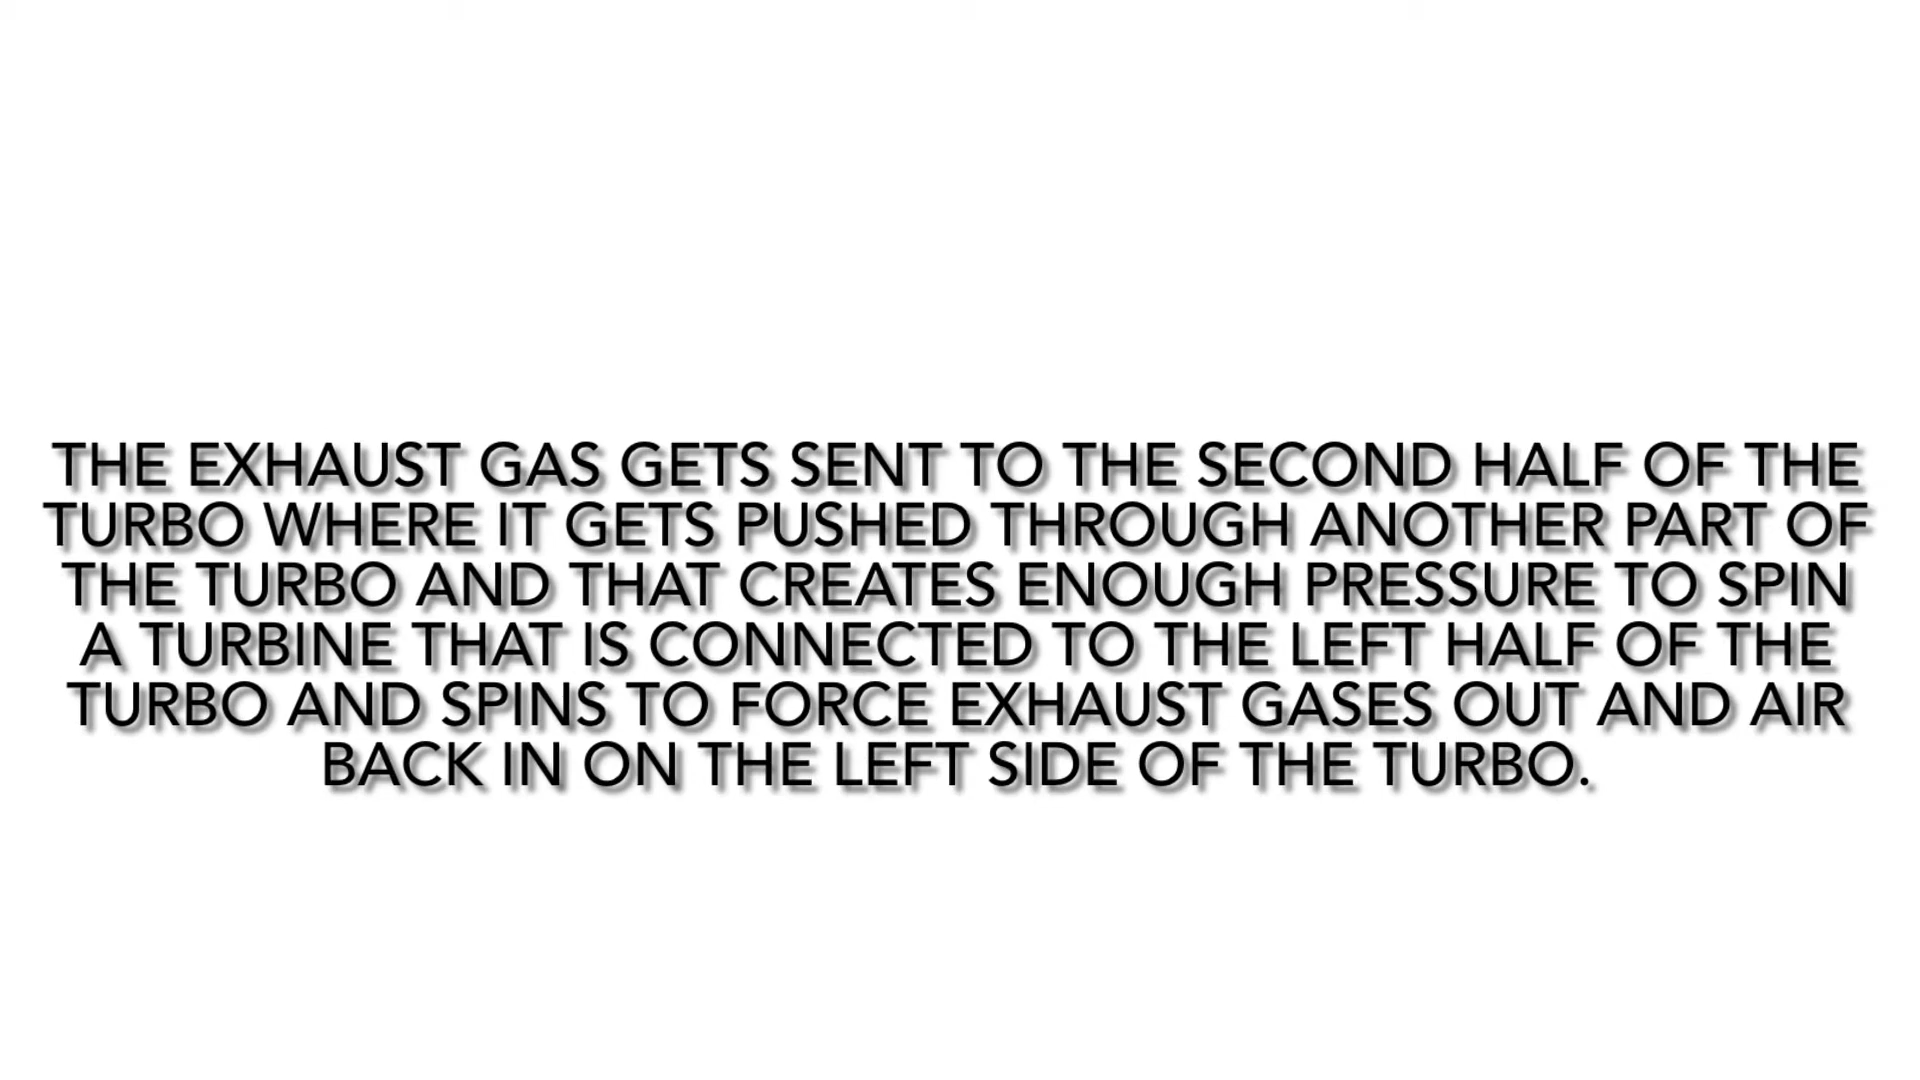 THE EXHAUST GAS GETS SENT TO THE SECOND HALF OF THE
TURBO WHERE IT GETS PUSHED THROUGH ANOTHER PART OF
THE TURBO AND THAT CREATES ENOUGH PRESSURE TO SPIN
A TURBINE THAT IS CONNECTED TO THE LEFT HALF OF THE
TURBO AND SPINS TO FORCE EXHAUST GASES OUT AND AIR
BACK IN ON THE LEFT SIDE OF THE TURBO.